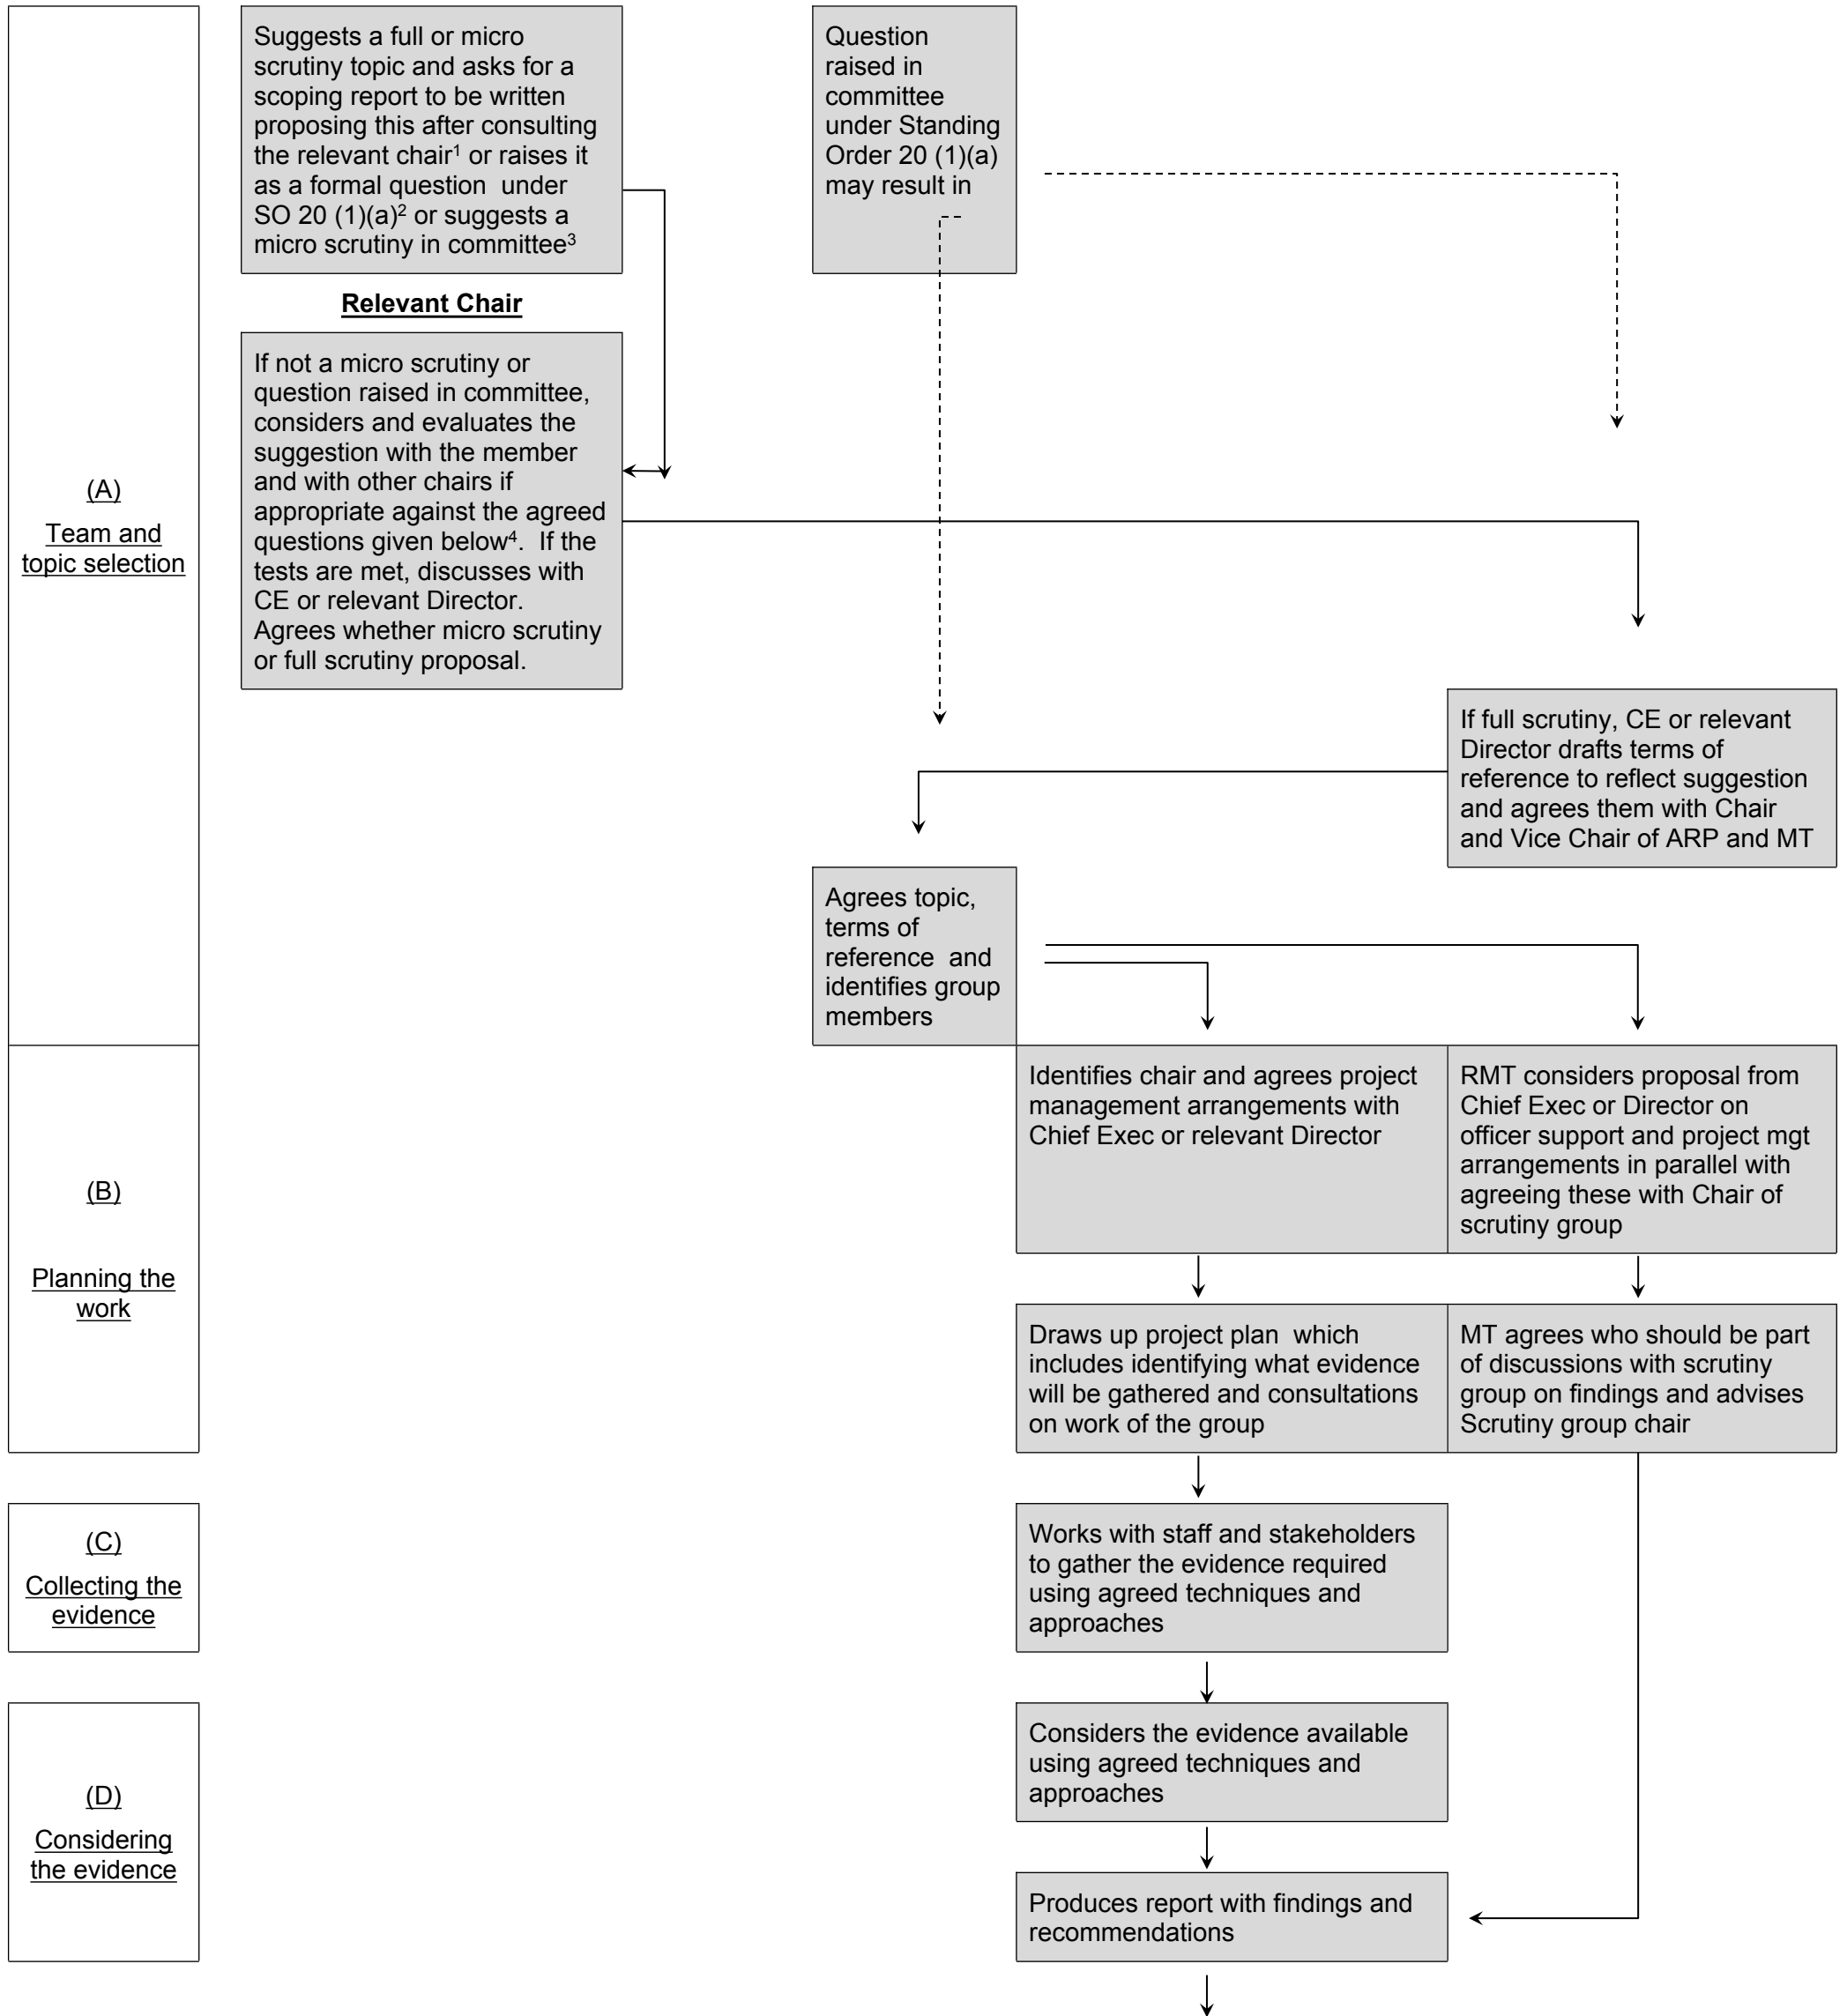 Suggests a full or micro
scrutiny topic and asks for a
scoping report to be written
proposing this after consulting
the relevant chair¹ or raises it
as a formal question  under
SO 20 (1)(a)² or suggests a
micro scrutiny in committee³
Question
raised in
committee
under Standing
Order 20 (1)(a)
may result in
Relevant Chair
If not a micro scrutiny or
question raised in committee,
considers and evaluates the
suggestion with the member
and with other chairs if
appropriate against the agreed
questions given below⁴.  If the
tests are met, discusses with
CE or relevant Director.
Agrees whether micro scrutiny
or full scrutiny proposal.
(A)
Team and
topic selection
If full scrutiny, CE or relevant
Director drafts terms of
reference to reflect suggestion
and agrees them with Chair
and Vice Chair of ARP and MT
Agrees topic,
terms of
reference  and
identifies group
members
(B)
Planning the
work
Identifies chair and agrees project
management arrangements with
Chief Exec or relevant Director
RMT considers proposal from
Chief Exec or Director on
officer support and project mgt
arrangements in parallel with
agreeing these with Chair of
scrutiny group
Draws up project plan  which
includes identifying what evidence
will be gathered and consultations
on work of the group
MT agrees who should be part
of discussions with scrutiny
group on findings and advises
Scrutiny group chair
(C)
Collecting the
evidence
Works with staff and stakeholders
to gather the evidence required
using agreed techniques and
approaches
(D)
Considering
the evidence
Considers the evidence available
using agreed techniques and
approaches
Produces report with findings and
recommendations